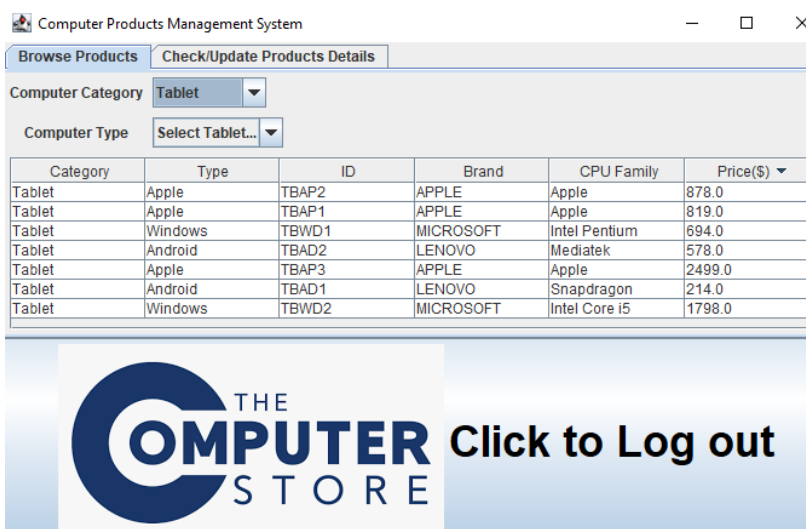 Computer Products Management System
Browse Products Check/Update Products Details
Computer Category Tablet
Computer Type Select Tablet...
Category Type ID Brand CPU Family Price($)
Tablet Apple TBAP2 APPLE Apple 878.0
Tablet Apple TBAP1 APPLE Apple 819.0
Tablet Windows TBWD1 MICROSOFT Intel Pentium 694.0
Tablet Android TBAD2 LENOVO Mediatek 578.0
Tablet Apple TBAP3 APPLE Apple 2499.0
Tablet Android TBAD1 LENOVO Snapdragon 214.0
Tablet Windows TBWD2 MICROSOFT Intel Core i5 1798.0
THE
COMPUTER
STORE
Click to Log out